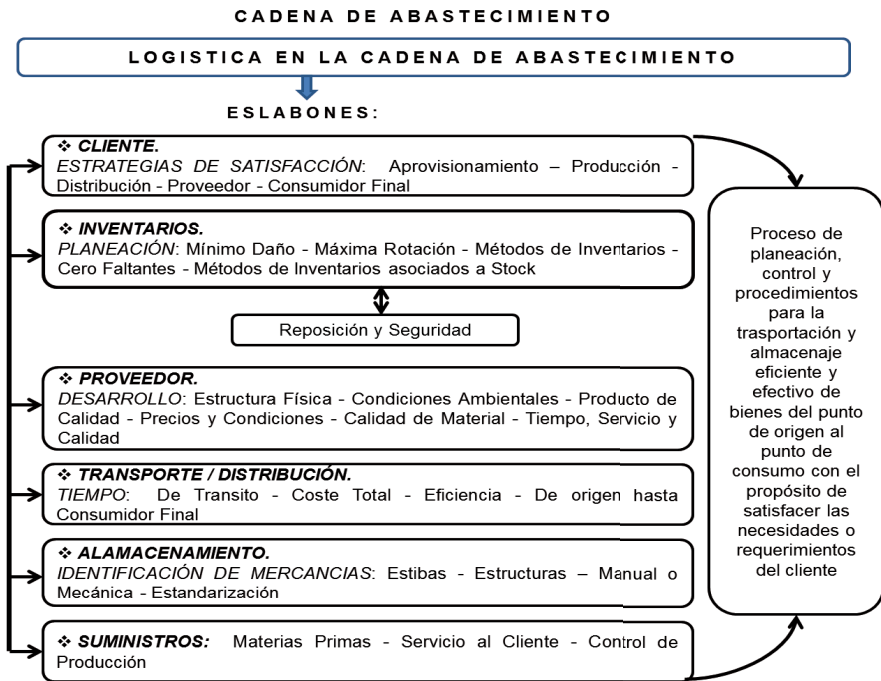 CADENA DE ABASTECIMIENTO
LOGISTICA EN LA CADENA DE ABASTECIMIENTO
ESLABONES:
❖ CLIENTE.
ESTRATEGIAS DE SATISFACCIÓN: Aprovisionamiento – Producción -
Distribución - Proveedor - Consumidor Final
❖ INVENTARIOS.
PLANEACIÓN: Mínimo Daño - Máxima Rotación - Métodos de Inventarios -
Cero Faltantes - Métodos de Inventarios asociados a Stock
Reposición y Seguridad
❖ PROVEEDOR.
DESARROLLO: Estructura Física - Condiciones Ambientales - Producto de
Calidad - Precios y Condiciones - Calidad de Material - Tiempo, Servicio y
Calidad
❖ TRANSPORTE / DISTRIBUCIÓN.
TIEMPO: De Transito - Coste Total - Eficiencia - De origen hasta
Consumidor Final
❖ ALAMACENAMIENTO.
IDENTIFICACIÓN DE MERCANCIAS: Estibas - Estructuras – Manual o
Mecánica - Estandarización
❖ SUMINISTROS: Materias Primas - Servicio al Cliente - Control de
Producción
Proceso de
planeación,
control y
procedimientos
para la
trasportación y
almacenaje
eficiente y
efectivo de
bienes del punto
de origen al
punto de
consumo con el
propósito de
satisfacer las
necesidades o
requerimientos
del cliente